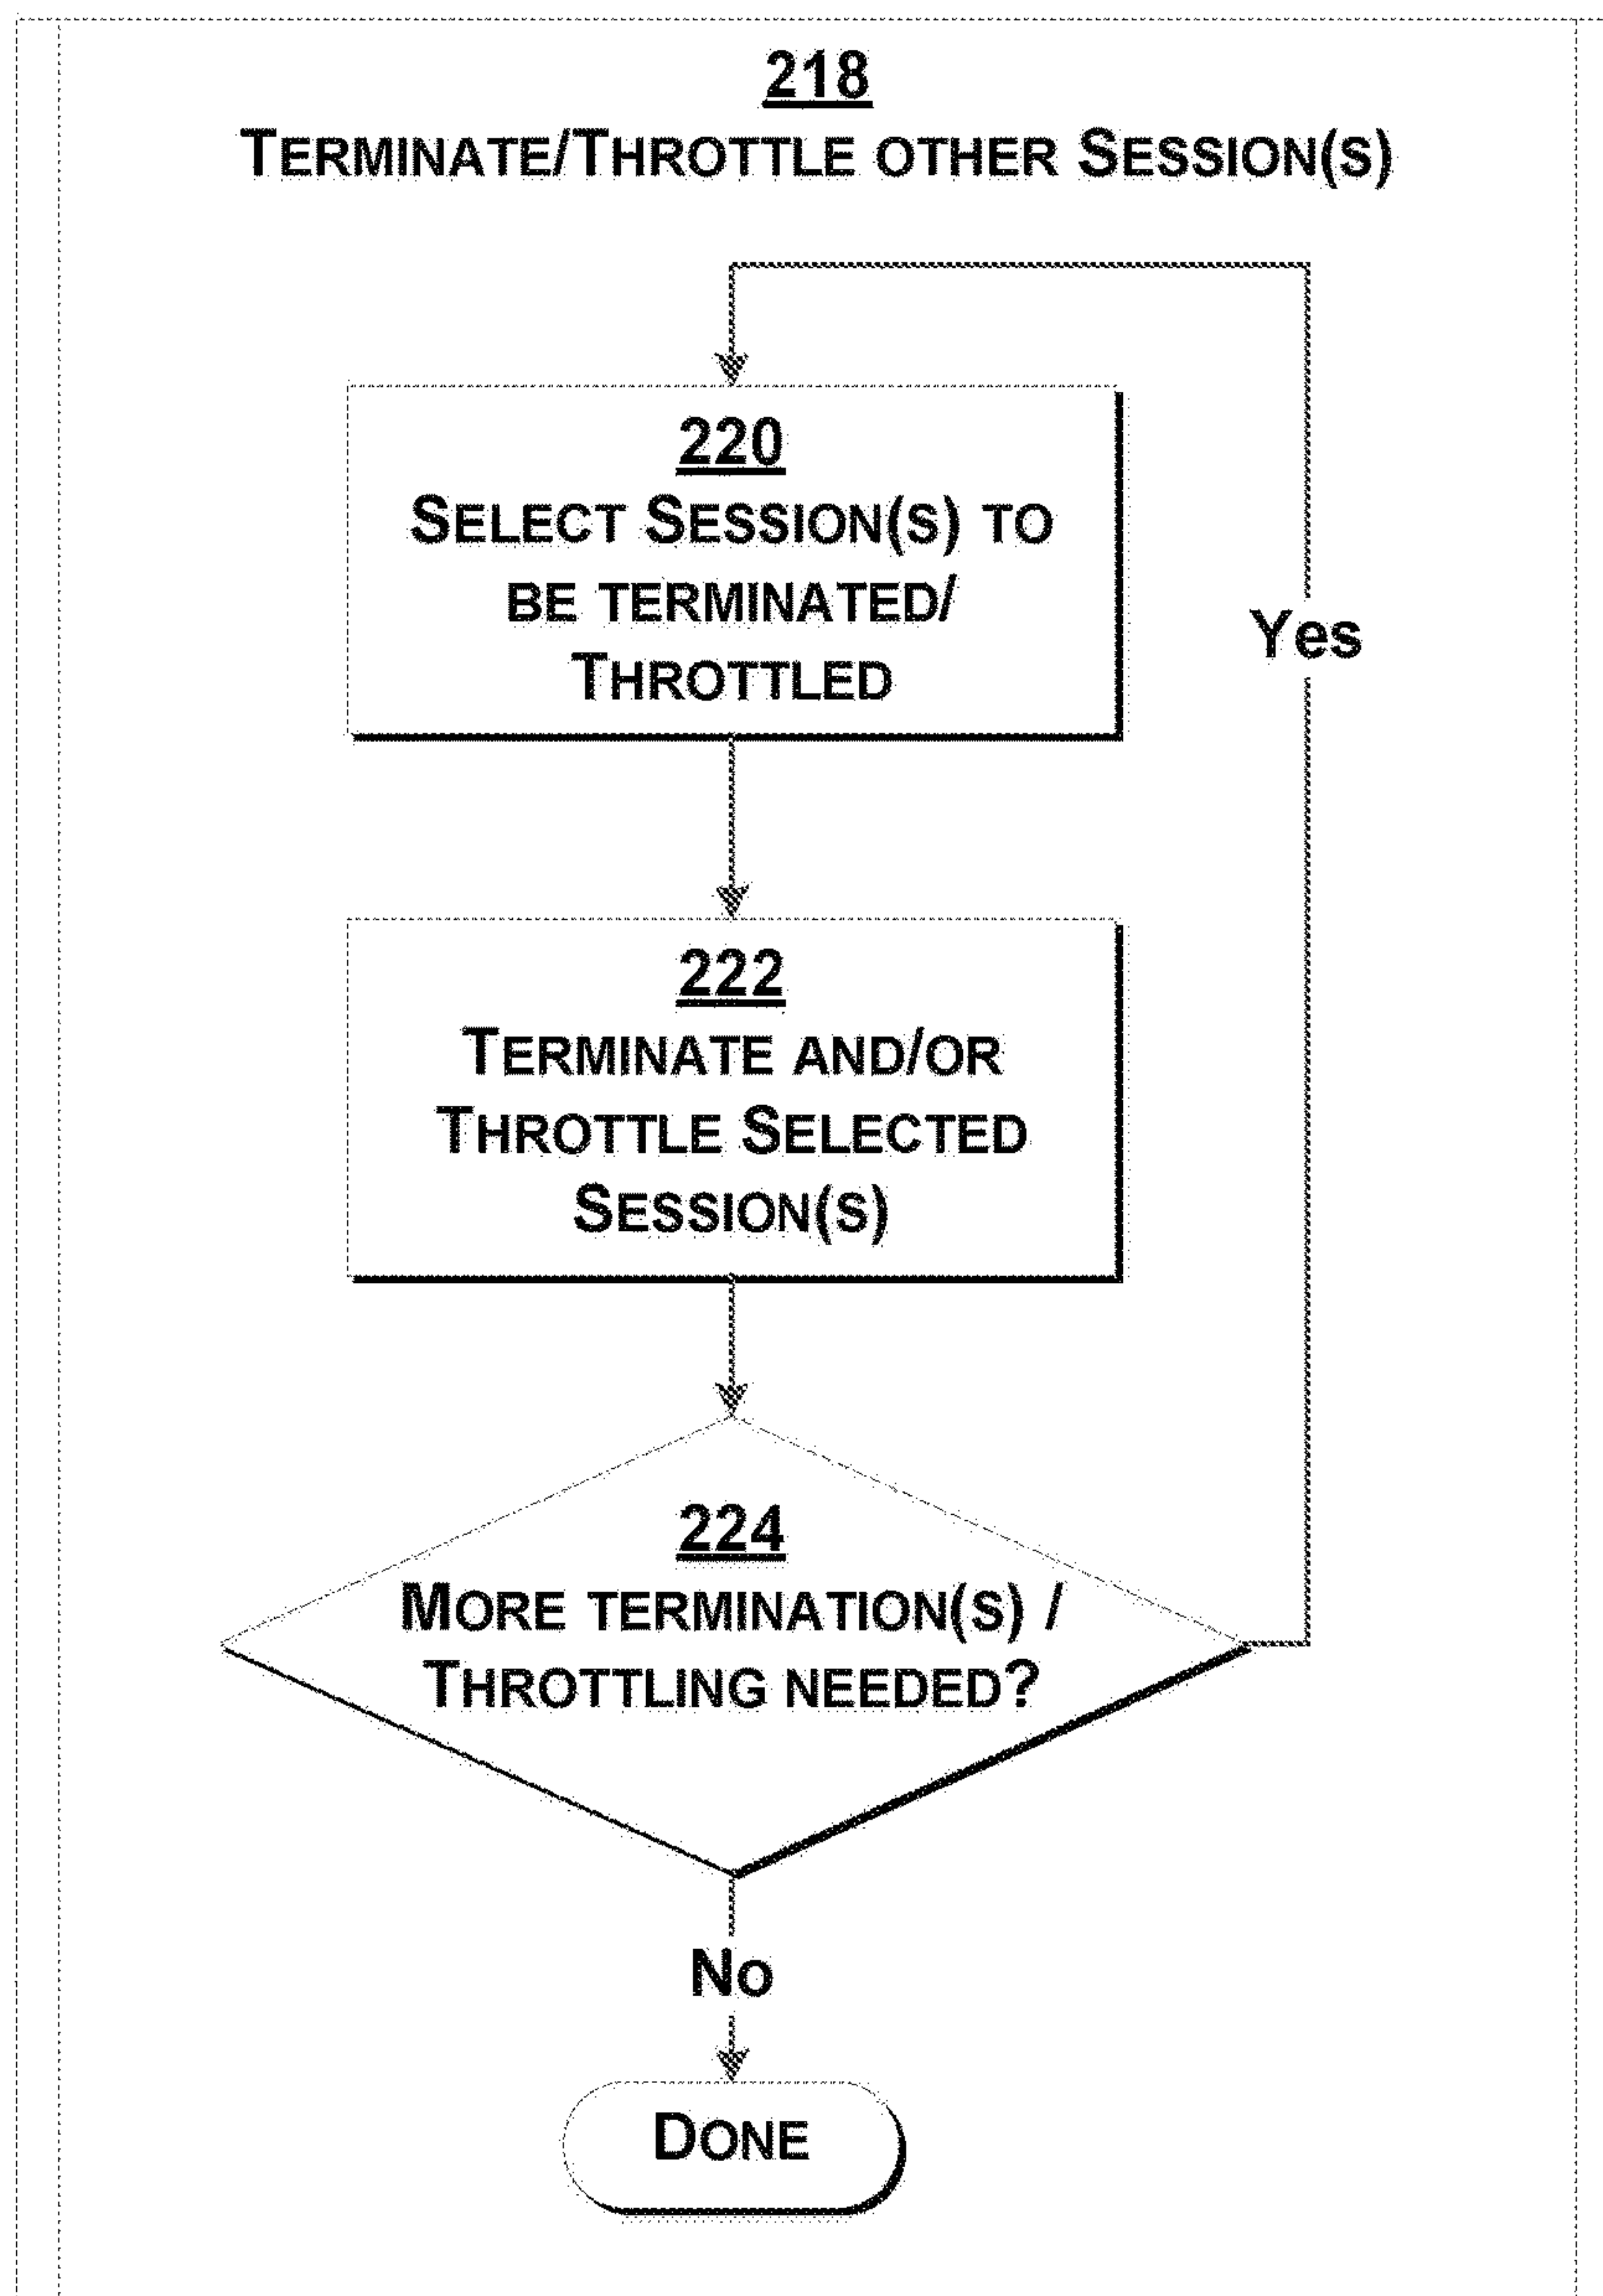 218
TERMINATE/THROTTLE OTHER SESSION(S)
220
SELECT SESSION(S) TO
BE TERMINATED/
THROTTLED
Yes
222
TERMINATE AND/OR
THROTTLE SELECTED
SESSION(S)
224
MORE TERMINATION(S) /
THROTTLING NEEDED?
NO
DONE